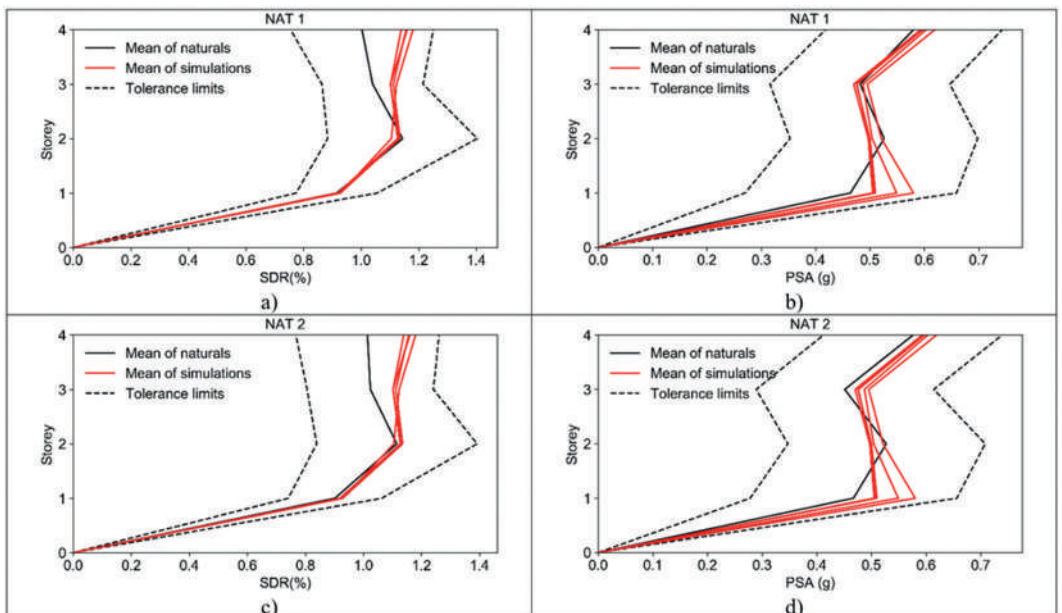 NAT 1
4
3
2
1
0
Storey
Mean of naturals
Mean of simulations
Tolerance limits
0.0 0.2 0.4 0.6 0.8 1.0 1.2 1.4
SDR(%)
a)
NAT 1
4
3
2
1
0
Storey
Mean of naturals
Mean of simulations
Tolerance limits
0.0 0.1 0.2 0.3 0.4 0.5 0.6 0.7
PSA (g)
b)
NAT 2
4
3
2
1
0
Storey
Mean of naturals
Mean of simulations
Tolerance limits
0.0 0.2 0.4 0.6 0.8 1.0 1.2 1.4
SDR(%)
c)
NAT 2
4
3
2
1
0
Storey
Mean of naturals
Mean of simulations
Tolerance limits
0.0 0.1 0.2 0.3 0.4 0.5 0.6 0.7
PSA (g)
d)